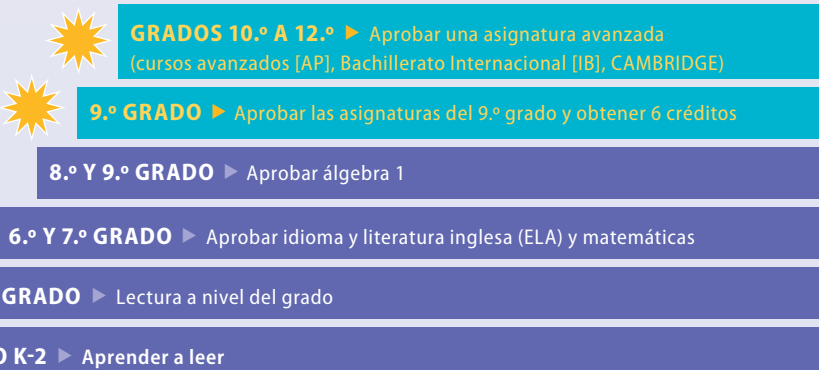 GRADOS 10.º A 12.º ▶ Aprobar una asignatura avanzada
(cursos avanzados [AP], Bachillerato Internacional [IB], CAMBRIDGE)
9.º GRADO ▶ Aprobar las asignaturas del 9.º grado y obtener 6 créditos
8.º Y 9.º GRADO ▶ Aprobar álgebra 1
6.º Y 7.º GRADO ▶ Aprobar idioma y literatura inglesa (ELA) y matemáticas
GRADO ▶ Lectura a nivel del grado
K-2 ▶ Aprender a leer